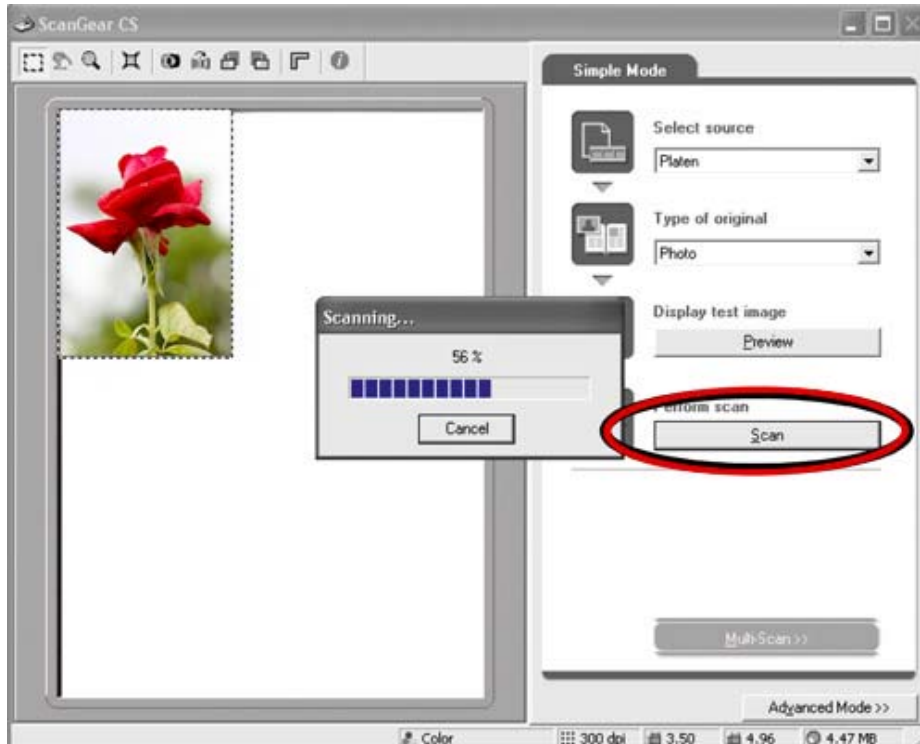 ScanGear CS
Simple Mode
Select source
Platen
Type of original
Photo
Display test image
Preview
Scanning...
56 %
Cancel
Perform scan
Scan
Multi-Scan >>
Advanced Mode >>
Color 300 dpi 3.50 4.96 4.47 MB